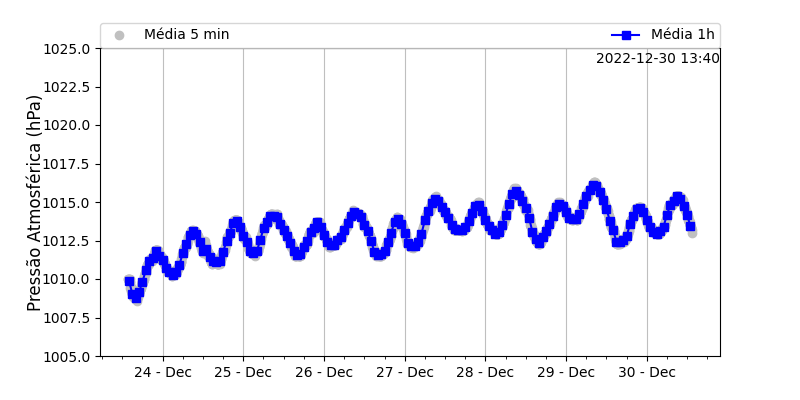 Média 5 min
Média 1h
2022-12-30 13:40
Pressão Atmosférica (hPa)
1025.0
1022.5
1020.0
1017.5
1015.0
1012.5
1010.0
1007.5
1005.0
24 - Dec
25 - Dec
26 - Dec
27 - Dec
28 - Dec
29 - Dec
30 - Dec